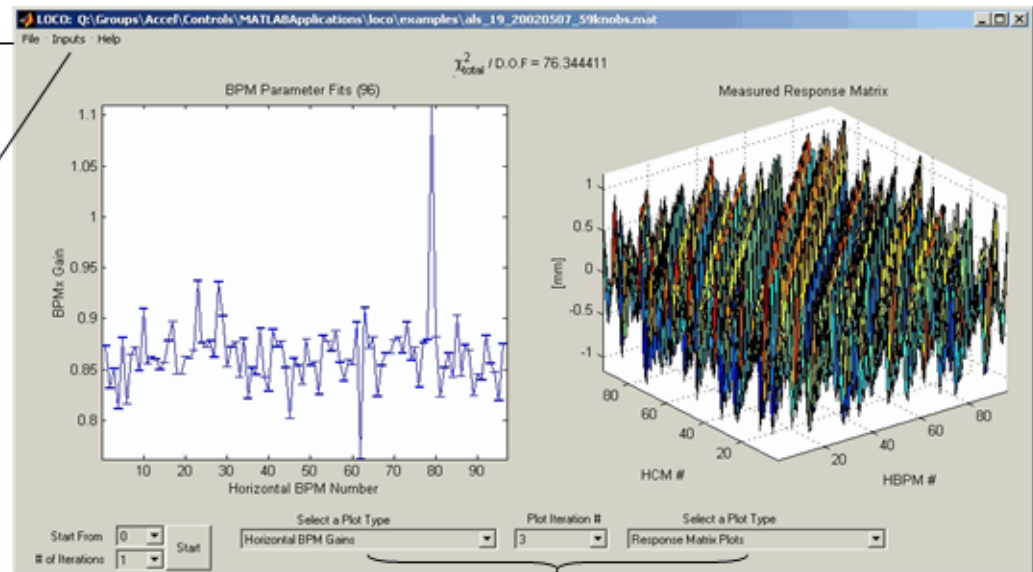 LOCO: Q:\Groups\Accel\Controls\MATLABApplications\loco\examples\als_19_20020507_59knobs.mat
File Inputs Help
χ²total / D.O.F = 76.344411
BPM Parameter Fits (96)
1.1
1.05
1
0.95
0.9
0.85
0.8
BPMx Gain
10 20 30 40 50 60 70 80 90
Horizontal BPM Number
Measured Response Matrix
1
0.5
0
-0.5
-1
[mm]
80
60
40
20
HCM #
20
40
60
80
HBPM #
Start From 0
# of Iterations 1
Start
Select a Plot Type
Horizontal BPM Gains
Plot Iteration #
3
Select a Plot Type
Response Matrix Plots